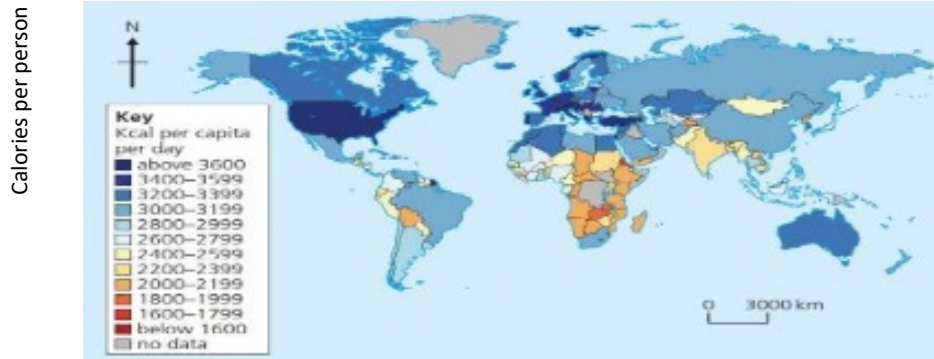 Calories per person
N
Key
Kcal per capita
per day
above 3600
3400–3599
3200–3399
3000–3199
2800–2999
2600–2799
2400–2599
2200–2399
2000–2199
1800–1999
1600–1799
below 1600
no data
0 3000 km